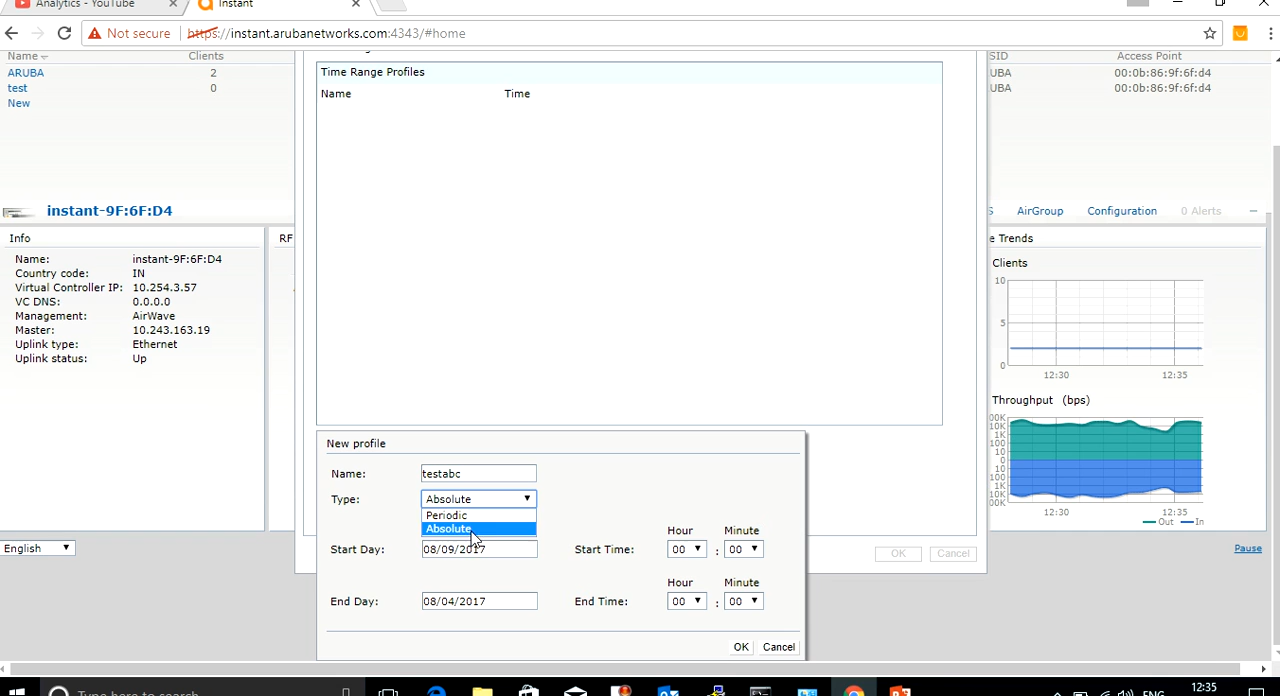 Analytics - YouTube
Instant
Not secure
https://instant.arubanetworks.com:4343/#home
Name
Clients
ARUBA
2
test
0
New
Time Range Profiles
Name
Time
SID
Access Point
UBA
00:0b:86:9f:6f:d4
UBA
00:0b:86:9f:6f:d4
instant-9F:6F:D4
S
AirGroup
Configuration
0 Alerts
Info
RF
Name: instant-9F:6F:D4
Country code: IN
Virtual Controller IP: 10.254.3.57
VC DNS: 0.0.0.0
Management: AirWave
Master: 10.243.163.19
Uplink type: Ethernet
Uplink status: Up
e Trends
Clients
10
5
0
12:30
12:35
Throughput (bps)
00K
10K
1K
100
10
0
10
100
1K
10K
00K
12:30
12:35
Out
In
New profile
Name: testabc
Type: Absolute
Periodic
Absolute
Hour
Minute
Start Day: 08/09/2017
Start Time: 00 : 00
Hour
Minute
End Day: 08/04/2017
End Time: 00 : 00
OK
Cancel
OK
Cancel
English
Pause
Type here to search
ENG
12:35